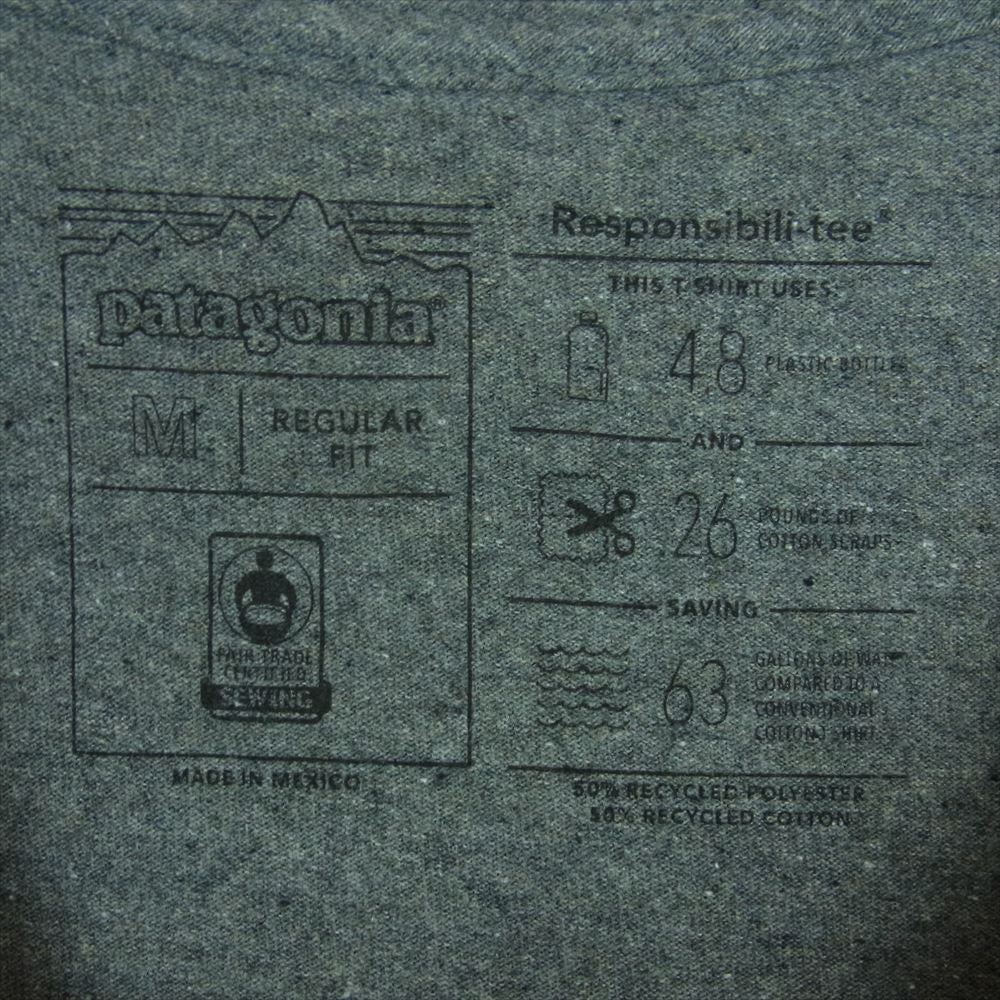 patagonia®
M
REGULAR
FIT
FAIR TRADE
CERTIFIED
SEWING
MADE IN MEXICO
Responsibili-tee®
THIS T-SHIRT USES:
4.8 PLASTIC BOTTLES
AND
.26 POUNDS OF
COTTON SCRAPS
SAVING
63 GALLONS OF WATER
COMPARED TO A
CONVENTIONAL
COTTON T-SHIRT
50% RECYCLED POLYESTER
50% RECYCLED COTTON